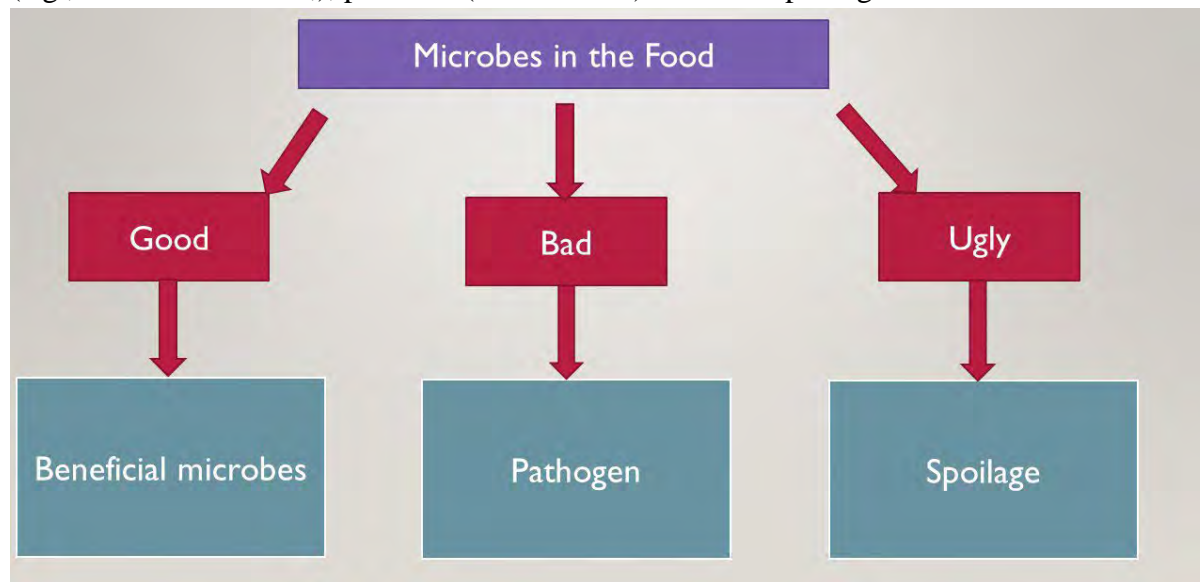 Microbes in the Food
Good
Bad
Ugly
Beneficial microbes
Pathogen
Spoilage